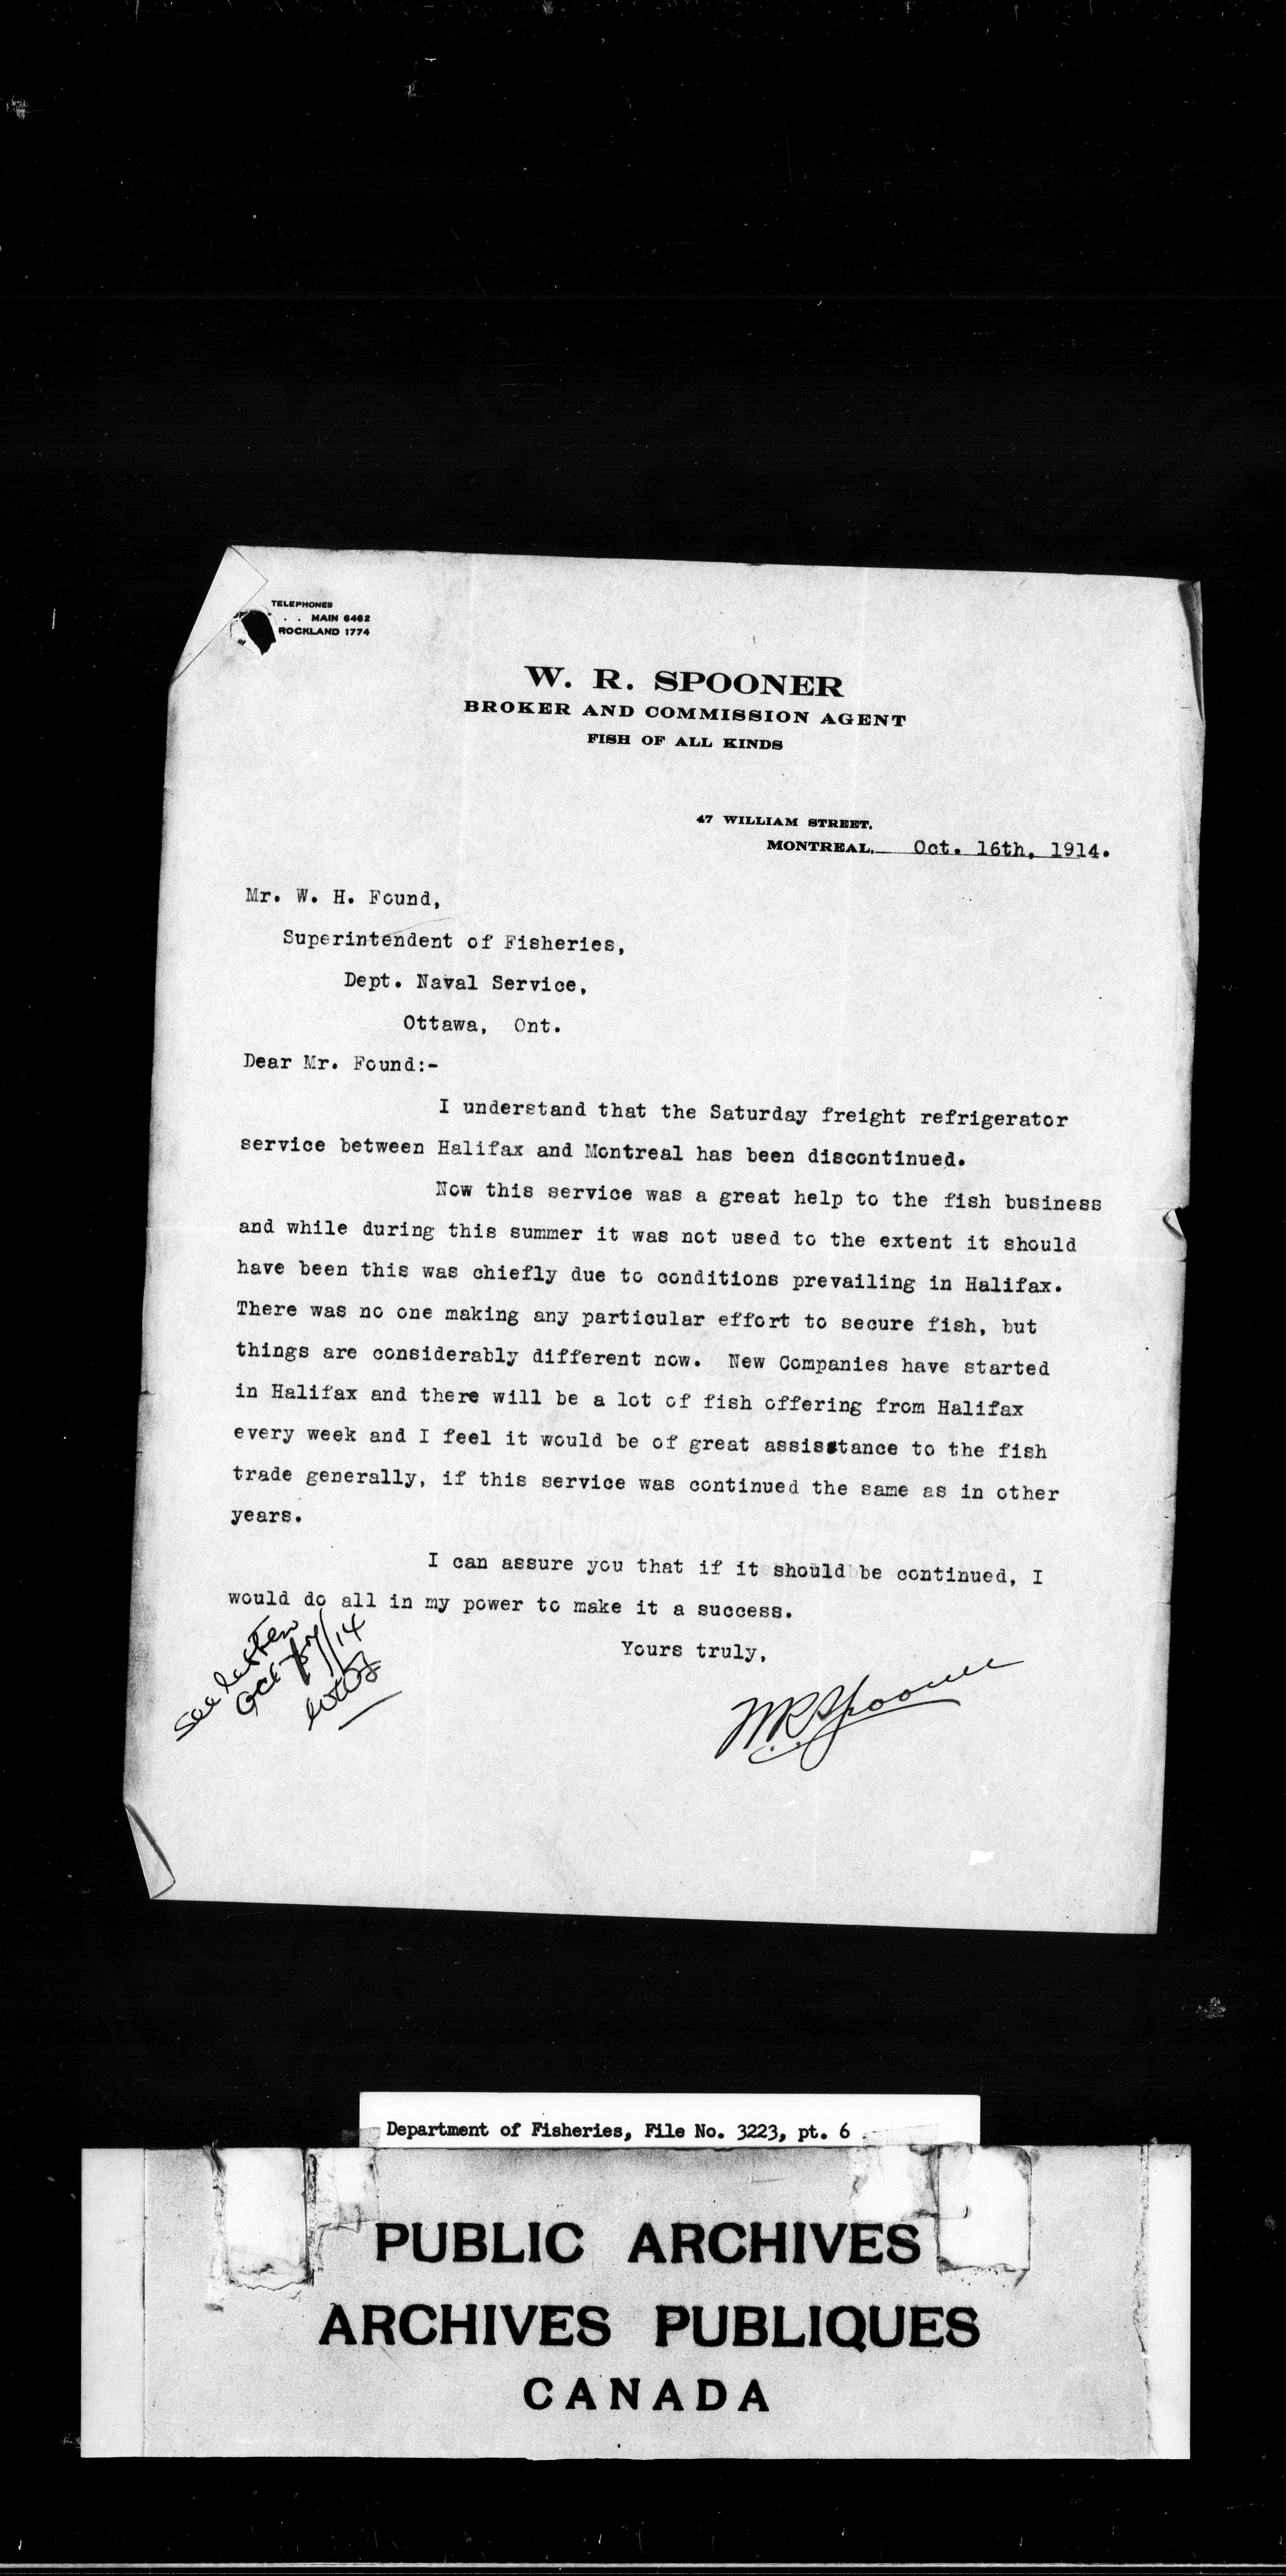 TELEPHONES
. . MAIN 6462
ROCKLAND 1774
W. R. SPOONER
BROKER AND COMMISSION AGENT
FISH OF ALL KINDS
47 WILLIAM STREET.
MONTREAL, Oct. 16th, 1914.
Mr. W. H. Found,
Superintendent of Fisheries,
Dept. Naval Service,
Ottawa, Ont.
Dear Mr. Found:-
I understand that the Saturday freight refrigerator
service between Halifax and Montreal has been discontinued.
Now this service was a great help to the fish business
and while during this summer it was not used to the extent it should
have been this was chiefly due to conditions prevailing in Halifax.
There was no one making any particular effort to secure fish, but
things are considerably different now. New Companies have started
in Halifax and there will be a lot of fish offering from Halifax
every week and I feel it would be of great assisstance to the fish
trade generally, if this service was continued the same as in other
years.
I can assure you that if it should be continued, I
would do all in my power to make it a success.
Yours truly,
W.R. Spooner
See letter
Oct /14
Department of Fisheries, File No. 3223, pt. 6
PUBLIC ARCHIVES
ARCHIVES PUBLIQUES
CANADA